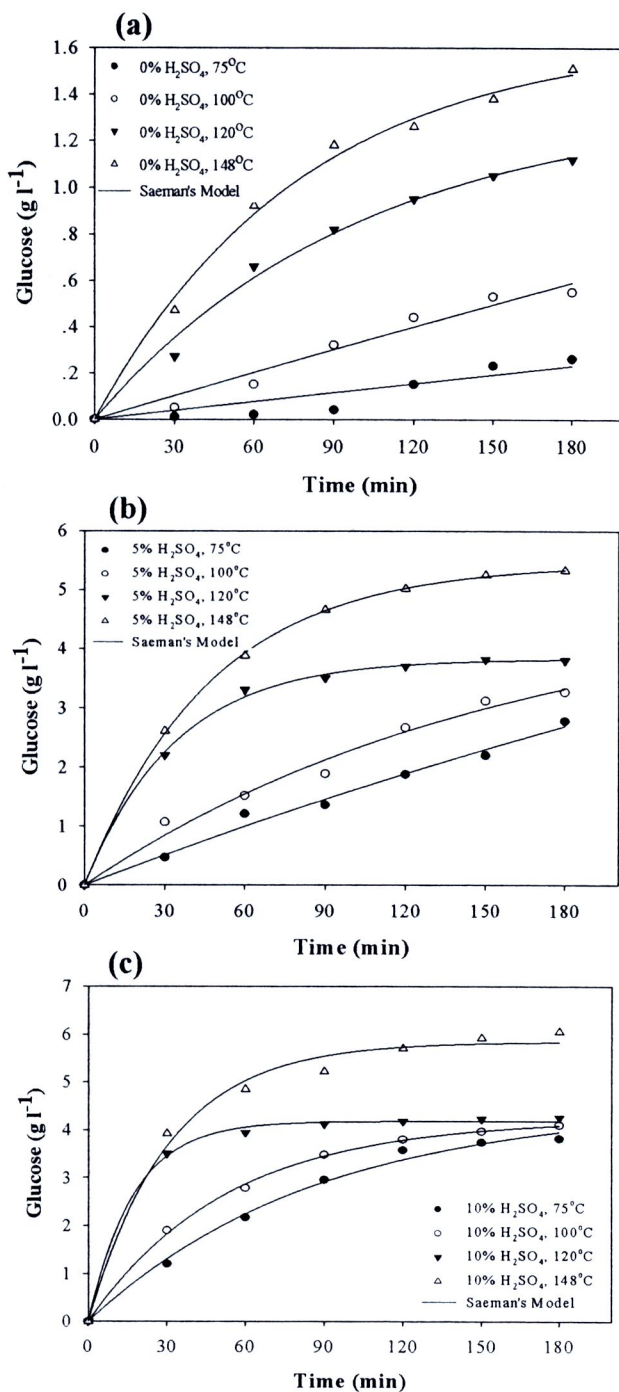 (a)
1.6
1.4
1.2
1.0
.8
.6
.4
.2
0.0
Glucose (g l⁻¹)
0% H₂SO₄, 75⁰C
0% H₂SO₄, 100⁰C
0% H₂SO₄, 120⁰C
0% H₂SO₄, 148⁰C
Saeman's Model
0 30 60 90 120 150 180
Time (min)
(b)
6
5
4
3
2
1
0
Glucose (g l⁻¹)
5% H₂SO₄, 75°C
5% H₂SO₄, 100°C
5% H₂SO₄, 120°C
5% H₂SO₄, 148°C
Saeman's Model
0 30 60 90 120 150 180
Time (min)
(c)
7
6
5
4
3
2
1
0
Glucose (g l⁻¹)
10% H₂SO₄, 75°C
10% H₂SO₄, 100°C
10% H₂SO₄, 120°C
10% H₂SO₄, 148°C
Saeman's Model
0 30 60 90 120 150 180
Time (min)